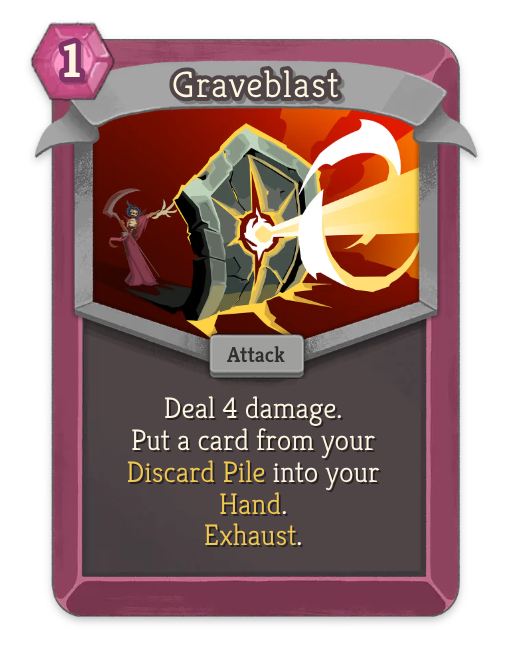 1
Graveblast
Attack
Deal 4 damage.
Put a card from your
Discard Pile into your
Hand.
Exhaust.